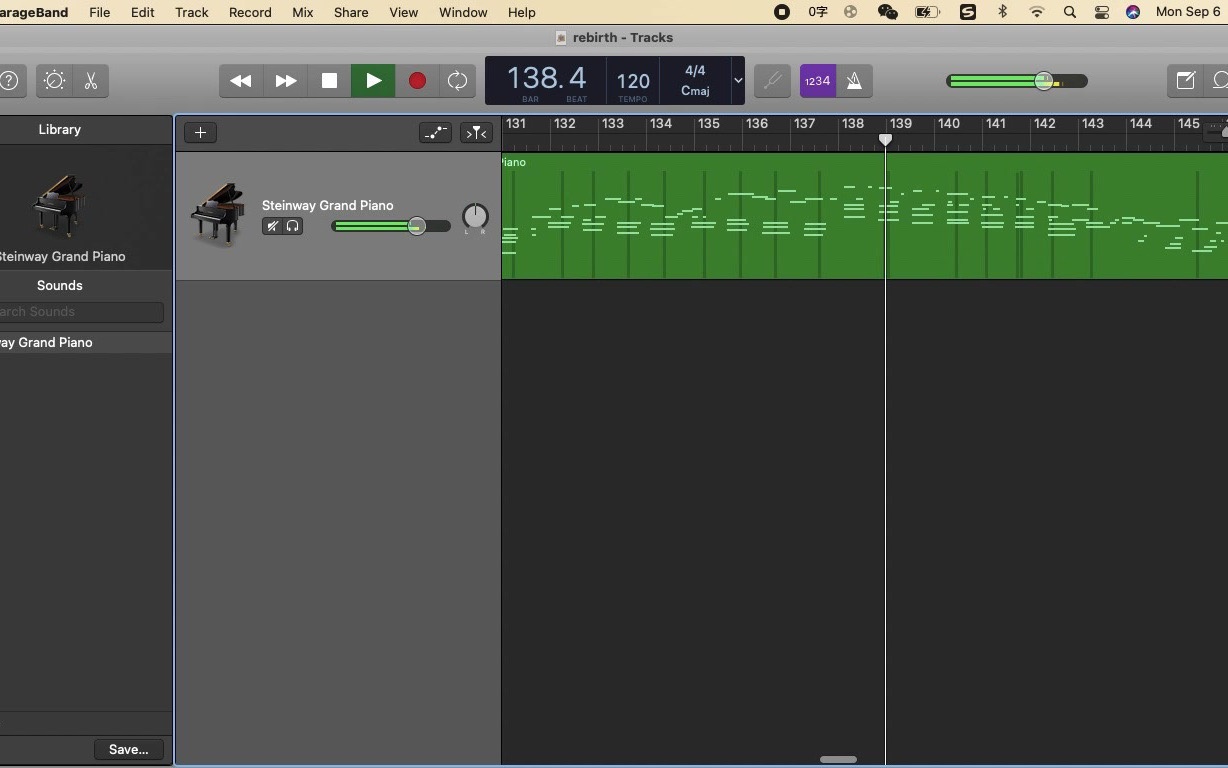 arageBand File Edit Track Record Mix Share View Window Help 0字 Mon Sep 6
rebirth - Tracks
138.4
BAR BEAT
120
TEMPO
4/4
Cmaj
1234
Library
Steinway Grand Piano
Sounds
arch Sounds
way Grand Piano
Save...
131 132 133 134 135 136 137 138 139 140 141 142 143 144 145
Steinway Grand Piano
L R
iano